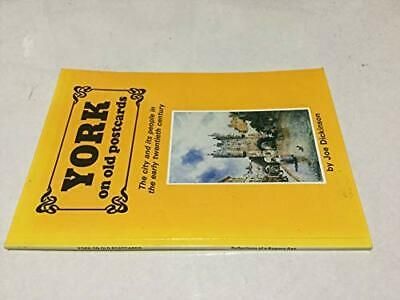 YORK
on old postcards
The city and its people in
the early twentieth century
by Joe Dickinson
YORK ON OLD POSTCARDS
Reflections of a Bygone Age